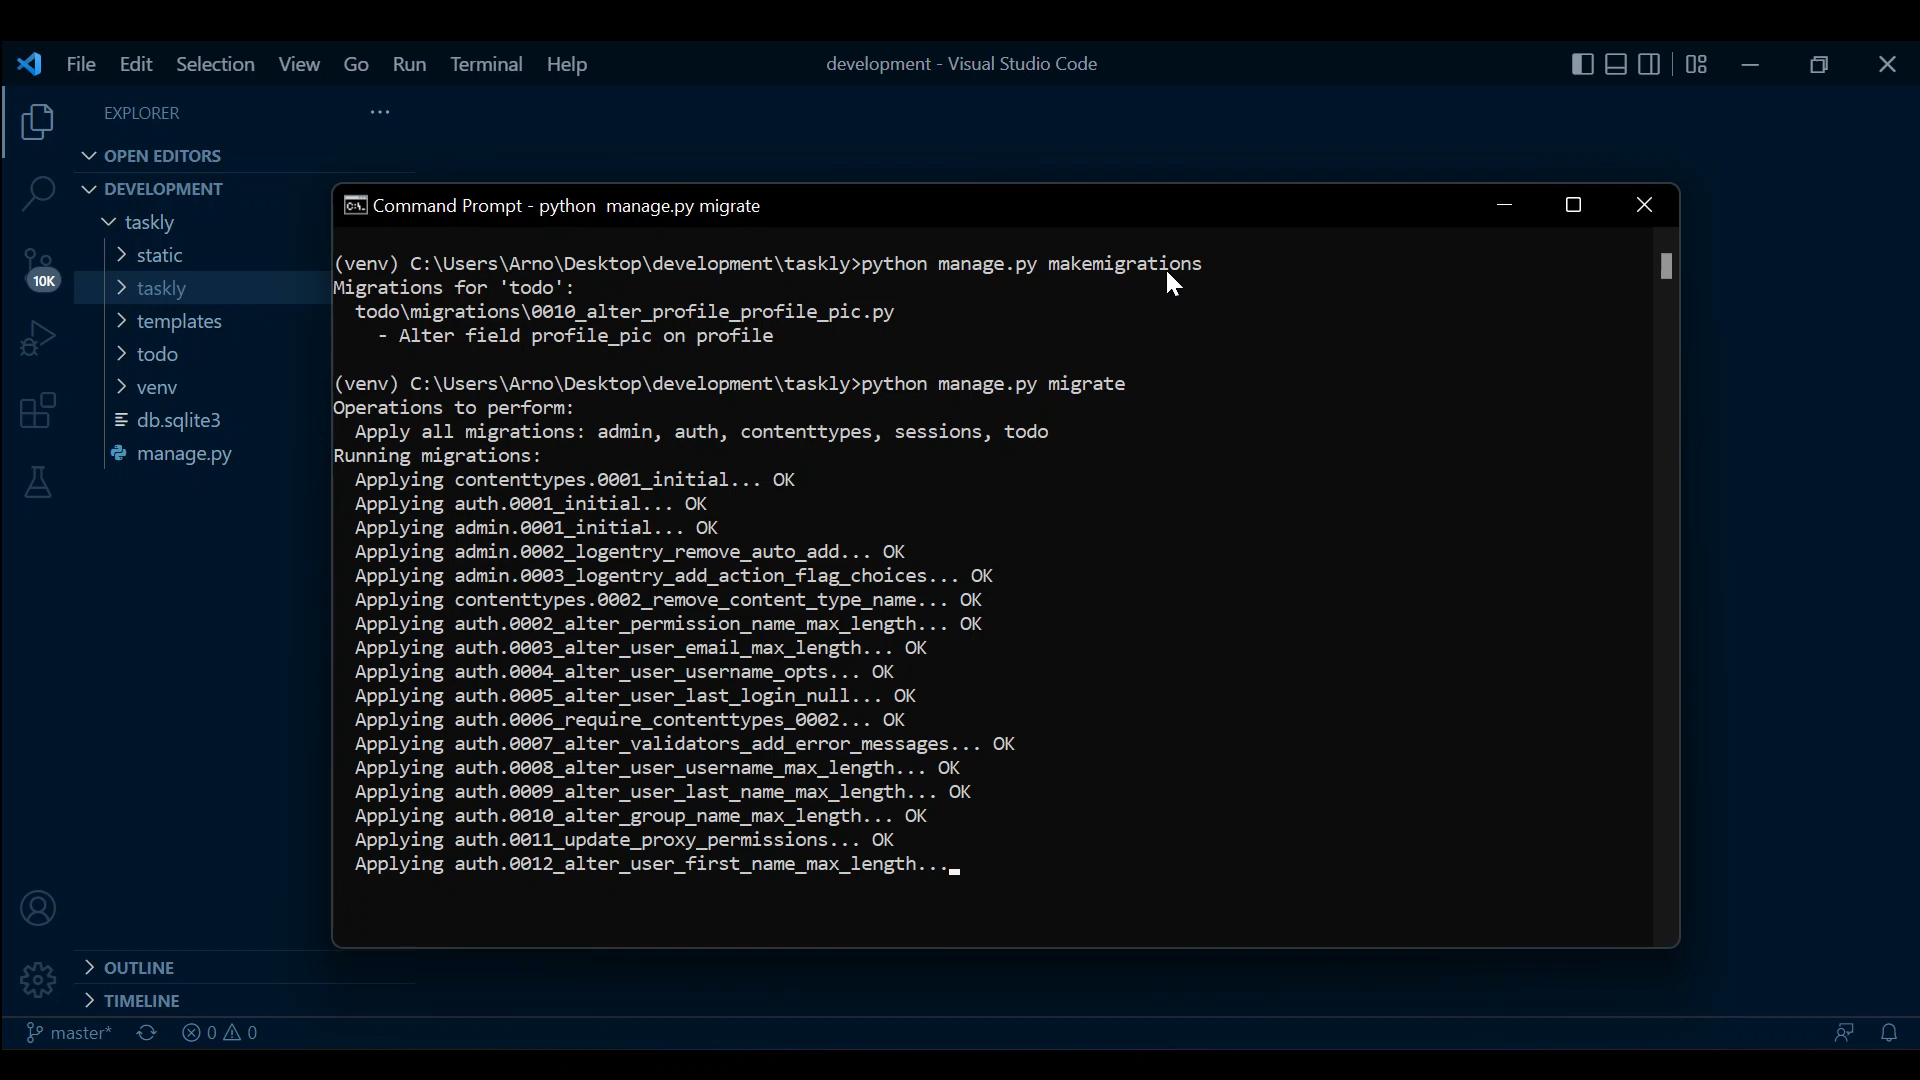 File Edit Selection View Go Run Terminal Help
development - Visual Studio Code
EXPLORER
OPEN EDITORS
DEVELOPMENT
taskly
static
10K
taskly
templates
todo
venv
db.sqlite3
manage.py
OUTLINE
TIMELINE
master* 0 0
Command Prompt - python  manage.py migrate
(venv) C:\Users\Arno\Desktop\development\taskly>python manage.py makemigrations
Migrations for 'todo':
  todo\migrations\0010_alter_profile_profile_pic.py
    - Alter field profile_pic on profile
(venv) C:\Users\Arno\Desktop\development\taskly>python manage.py migrate
Operations to perform:
  Apply all migrations: admin, auth, contenttypes, sessions, todo
Running migrations:
  Applying contenttypes.0001_initial... OK
  Applying auth.0001_initial... OK
  Applying admin.0001_initial... OK
  Applying admin.0002_logentry_remove_auto_add... OK
  Applying admin.0003_logentry_add_action_flag_choices... OK
  Applying contenttypes.0002_remove_content_type_name... OK
  Applying auth.0002_alter_permission_name_max_length... OK
  Applying auth.0003_alter_user_email_max_length... OK
  Applying auth.0004_alter_user_username_opts... OK
  Applying auth.0005_alter_user_last_login_null... OK
  Applying auth.0006_require_contenttypes_0002... OK
  Applying auth.0007_alter_validators_add_error_messages... OK
  Applying auth.0008_alter_user_username_max_length... OK
  Applying auth.0009_alter_user_last_name_max_length... OK
  Applying auth.0010_alter_group_name_max_length... OK
  Applying auth.0011_update_proxy_permissions... OK
  Applying auth.0012_alter_user_first_name_max_length...